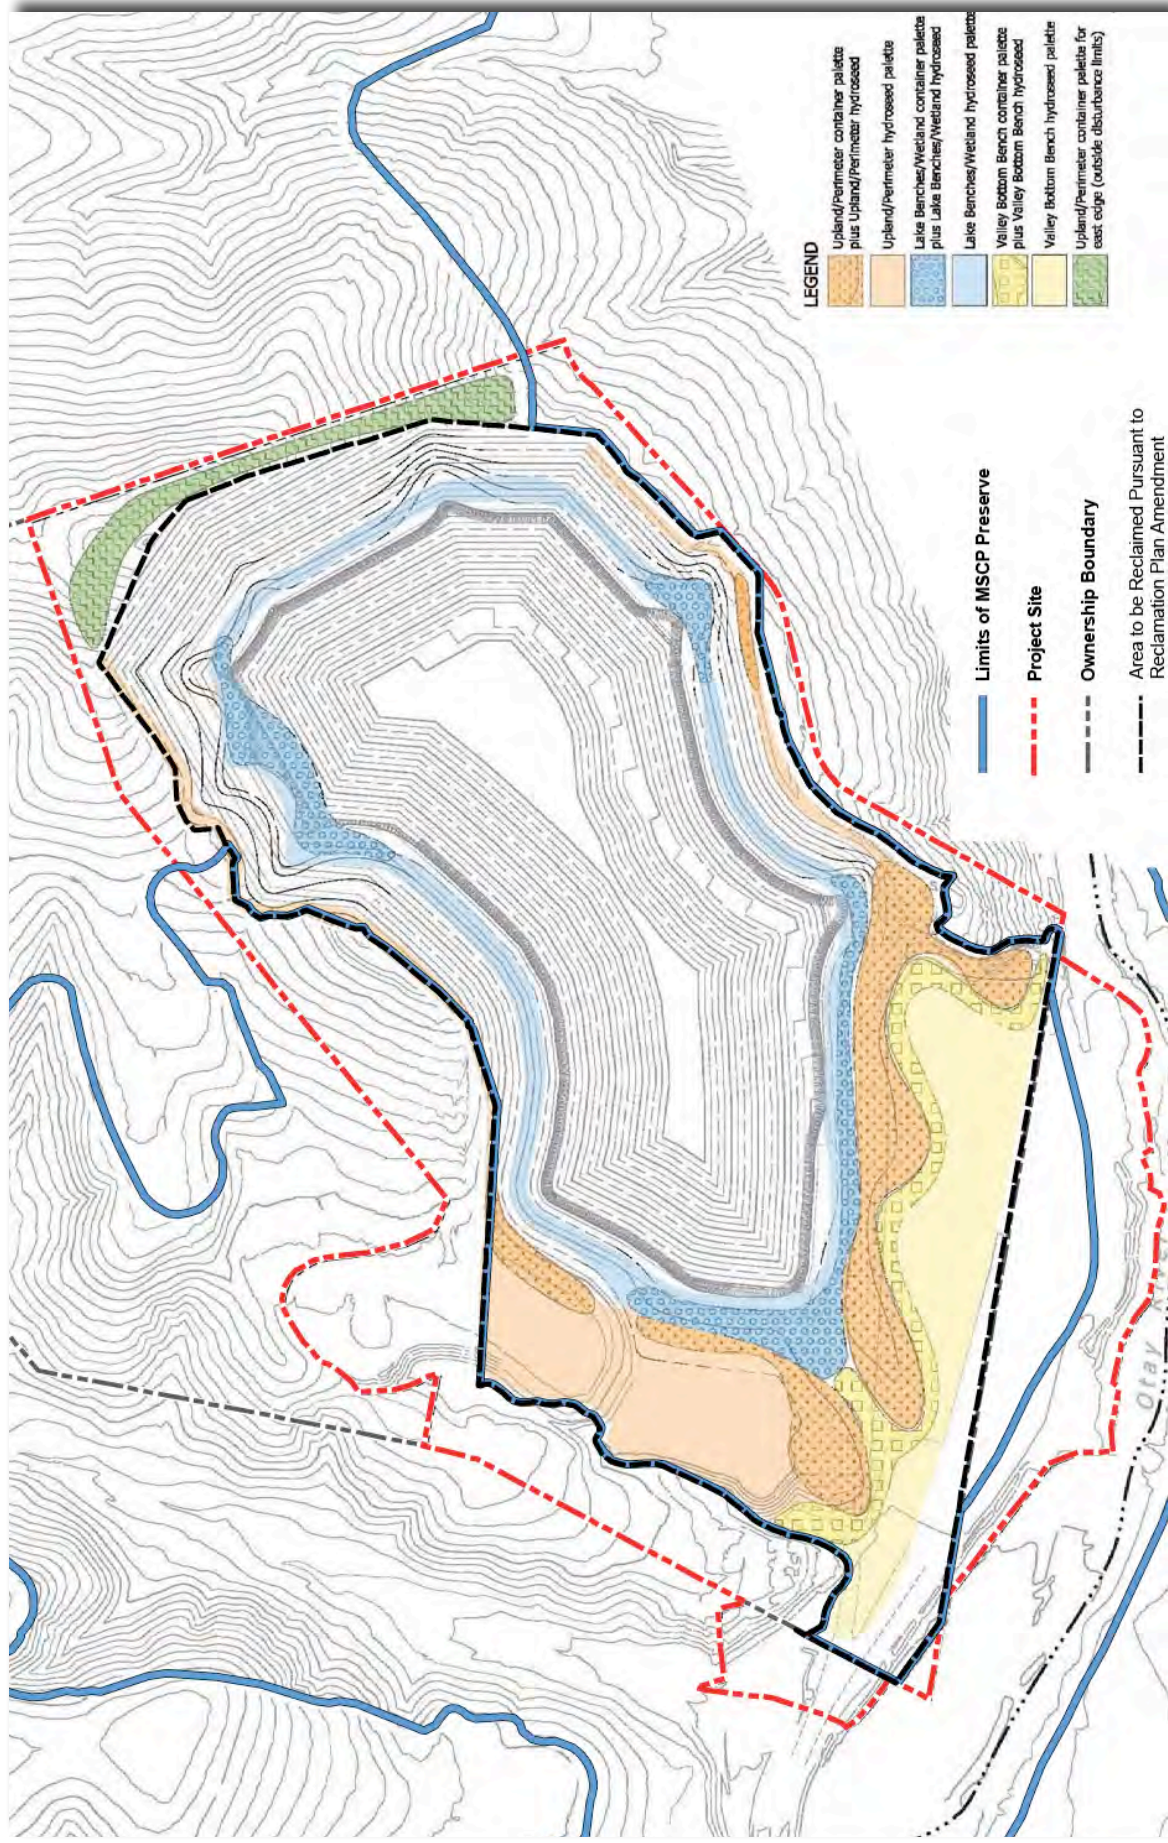 LEGEND
Upland/Perimeter container palette
plus Upland/Perimeter hydroseed
Upland/Perimeter hydroseed palette
Lake Benches/Wetland container palette
plus Lake Benches/Wetland hydroseed
Lake Benches/Wetland hydroseed palette
Valley Bottom Bench container palette
plus Valley Bottom Bench hydroseed
Valley Bottom Bench hydroseed palette
Upland/Perimeter container palette for
east edge (outside disturbance limits)
Limits of MSCP Preserve
Project Site
Ownership Boundary
Area to be Reclaimed Pursuant to
Reclamation Plan Amendment
Otay